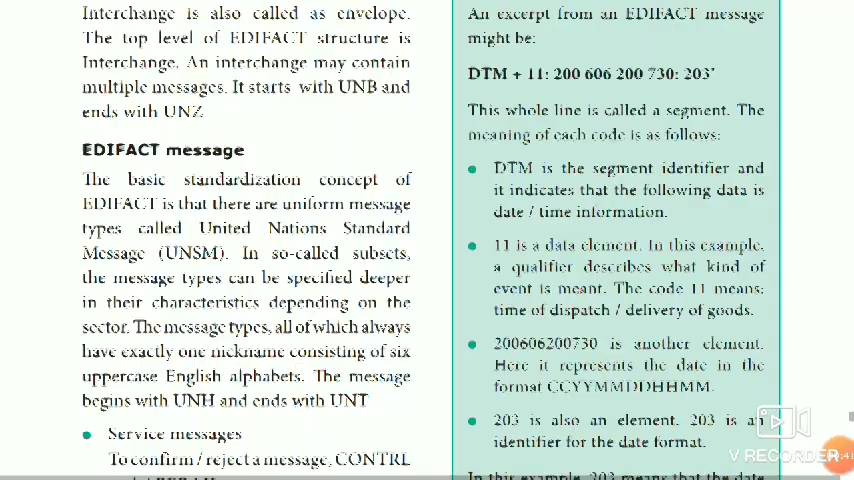 Interchange is also called as envelope.
The top level of EDIFACT structure is
Interchange. An interchange may contain
multiple messages. It starts with UNB and
ends with UNZ
EDIFACT message
The basic standardization concept of
EDIFACT is that there are uniform message
types called United Nations Standard
Message (UNSM). In so-called subsets,
the message types can be specified deeper
in their characteristics depending on the
sector. The message types, all of which always
have exactly one nickname consisting of six
uppercase English alphabets. The message
begins with UNH and ends with UNT
• Service messages
To confirm / reject a message, CONTRL
An excerpt from an EDIFACT message
might be:
DTM + 11: 200 606 200 730: 203'
This whole line is called a segment. The
meaning of each code is as follows:
• DTM is the segment identifier and
it indicates that the following data is
date / time information.
• 11 is a data element. In this example,
a qualifier describes what kind of
event is meant. The code 11 means:
time of dispatch / delivery of goods.
• 200606200730 is another element.
Here it represents the date in the
format CCYYMMDDHHMM.
• 203 is also an element. 203 is an
identifier for the date format.
In this example, 203 means that the date
V RECORDER
:41